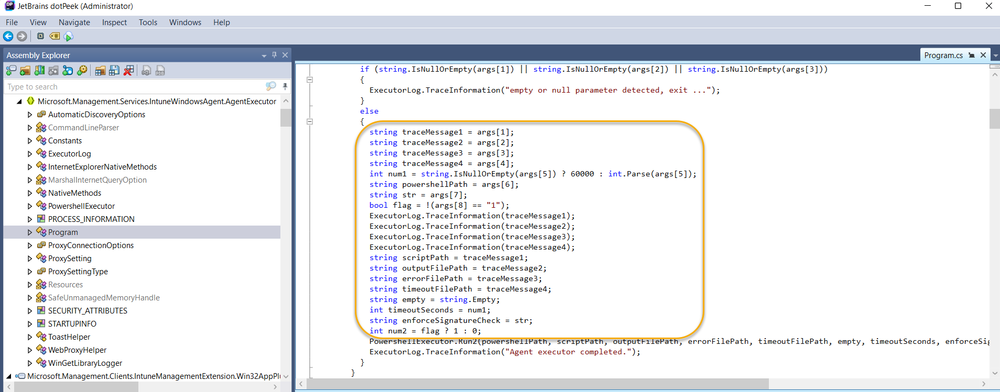 JetBrains dotPeek (Administrator)
File View Navigate Inspect Tools Windows Help
Assembly Explorer
Type to search
Microsoft.Management.Services.IntuneWindowsAgent.AgentExecutor
AutomaticDiscoveryOptions
CommandLineParser
Constants
ExecutorLog
InternetExplorerNativeMethods
MarshalInternetQueryOption
NativeMethods
PowershellExecutor
PROCESS_INFORMATION
Program
ProxyConnectionOptions
ProxySetting
ProxySettingType
Resources
SafeUnmanagedMemoryHandle
SECURITY_ATTRIBUTES
STARTUPINFO
ToastHelper
WebProxyHelper
WinGetLibraryLogger
Microsoft.Management.Clients.IntuneManagementExtension.Win32AppPl
Program.cs
if (string.IsNullOrEmpty(args[1]) || string.IsNullOrEmpty(args[2]) || string.IsNullOrEmpty(args[3]))
{
ExecutorLog.TraceInformation("empty or null parameter detected, exit ...");
}
else
{
string traceMessage1 = args[1];
string traceMessage2 = args[2];
string traceMessage3 = args[3];
string traceMessage4 = args[4];
int num1 = string.IsNullOrEmpty(args[5]) ? 60000 : int.Parse(args[5]);
string powershellPath = args[6];
string str = args[7];
bool flag = !(args[8] == "1");
ExecutorLog.TraceInformation(traceMessage1);
ExecutorLog.TraceInformation(traceMessage2);
ExecutorLog.TraceInformation(traceMessage3);
ExecutorLog.TraceInformation(traceMessage4);
string scriptPath = traceMessage1;
string outputFilePath = traceMessage2;
string errorFilePath = traceMessage3;
string timeoutFilePath = traceMessage4;
string empty = string.Empty;
int timeoutSeconds = num1;
string enforceSignatureCheck = str;
int num2 = flag ? 1 : 0;
PowershellExecutor.Run2(powershellPath, scriptPath, outputFilePath, errorFilePath, timeoutFilePath, empty, timeoutSeconds, enforceSig
ExecutorLog.TraceInformation("Agent executor completed.");
}
}